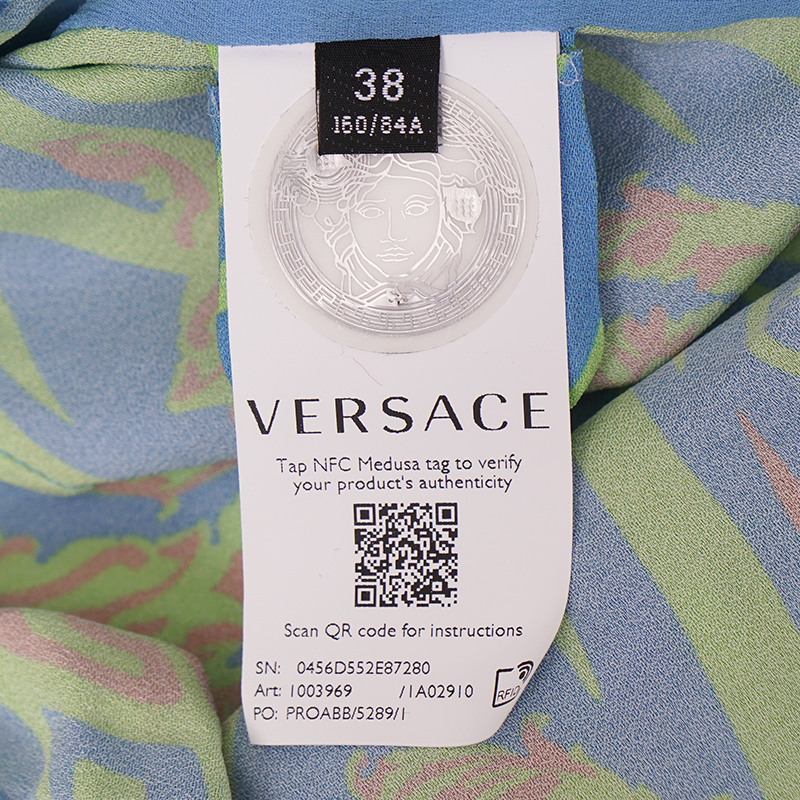 38
160/84A
VERSACE
Tap NFC Medusa tag to verify
your product's authenticity
Scan QR code for instructions
SN: 0456D552E87280
Art: 1003969 /1A02910
RFID
PO: PROABB/5289/1